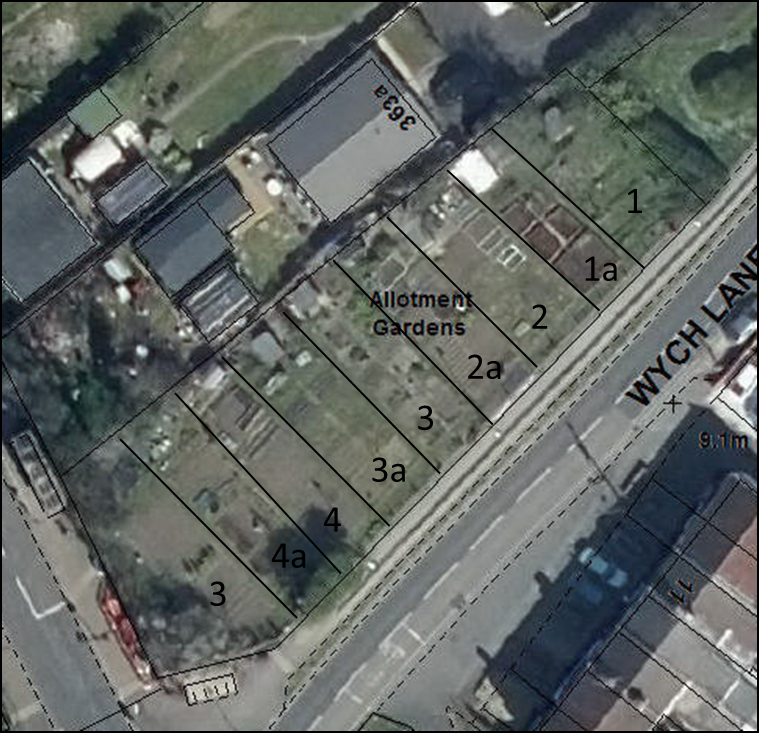 363a
1
1a
Allotment
Gardens
2
2a
WYCH LANE
3
9.1m
3a
4
4a
3
11